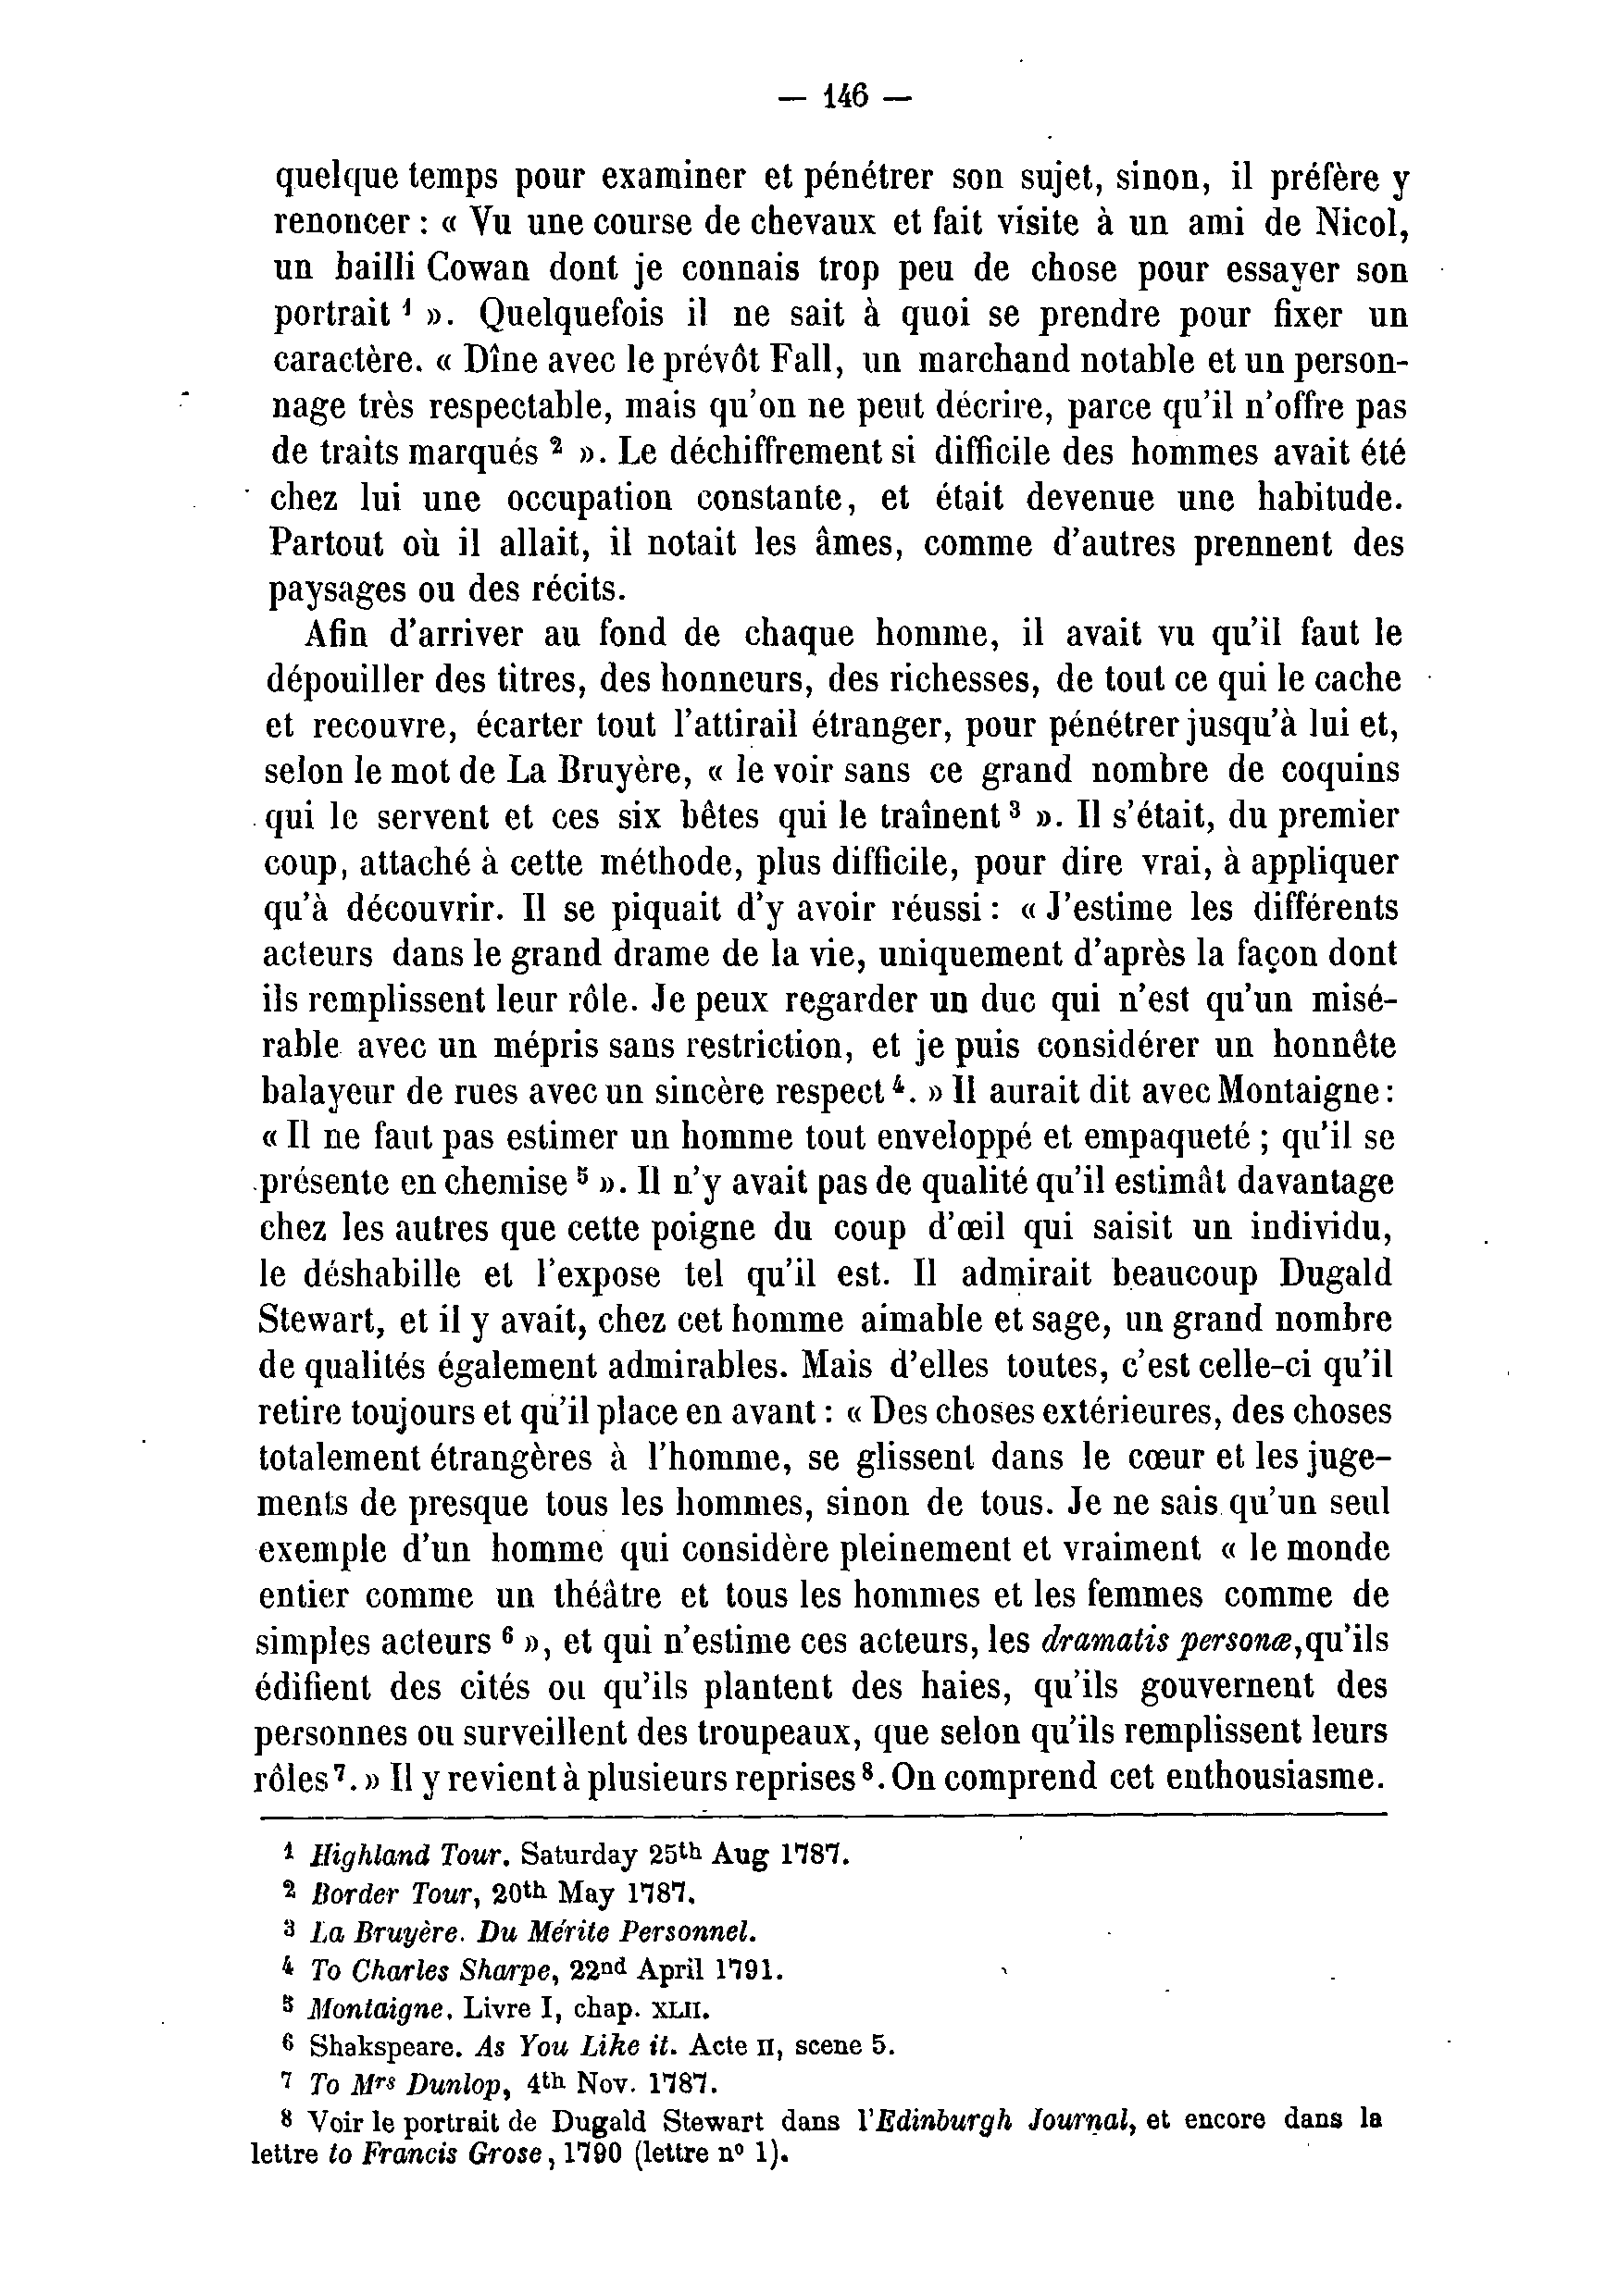 — 146 —
quelque temps pour examiner et pénétrer son sujet, sinon, il préfère y
renoncer : « Vu une course de chevaux et fait visite à un ami de Nicol,
un bailli Cowan dont je connais trop peu de chose pour essayer son
portrait ¹ ». Quelquefois il ne sait à quoi se prendre pour fixer un
caractère. « Dîne avec le prévôt Fall, un marchand notable et un person-
nage très respectable, mais qu'on ne peut décrire, parce qu'il n'offre pas
de traits marqués ² ». Le déchiffrement si difficile des hommes avait été
chez lui une occupation constante, et était devenue une habitude.
Partout où il allait, il notait les âmes, comme d'autres prennent des
paysages ou des récits.
Afin d'arriver au fond de chaque homme, il avait vu qu'il faut le
dépouiller des titres, des honneurs, des richesses, de tout ce qui le cache
et recouvre, écarter tout l'attirail étranger, pour pénétrer jusqu'à lui et,
selon le mot de La Bruyère, « le voir sans ce grand nombre de coquins
qui le servent et ces six bêtes qui le traînent ³ ». Il s'était, du premier
coup, attaché à cette méthode, plus difficile, pour dire vrai, à appliquer
qu'à découvrir. Il se piquait d'y avoir réussi : « J'estime les différents
acteurs dans le grand drame de la vie, uniquement d'après la façon dont
ils remplissent leur rôle. Je peux regarder un duc qui n'est qu'un misé-
rable avec un mépris sans restriction, et je puis considérer un honnête
balayeur de rues avec un sincère respect ⁴. » Il aurait dit avec Montaigne :
« Il ne faut pas estimer un homme tout enveloppé et empaqueté ; qu'il se
présente en chemise ⁵ ». Il n'y avait pas de qualité qu'il estimât davantage
chez les autres que cette poigne du coup d'œil qui saisit un individu,
le déshabille et l'expose tel qu'il est. Il admirait beaucoup Dugald
Stewart, et il y avait, chez cet homme aimable et sage, un grand nombre
de qualités également admirables. Mais d'elles toutes, c'est celle-ci qu'il
retire toujours et qu'il place en avant : « Des choses extérieures, des choses
totalement étrangères à l'homme, se glissent dans le cœur et les juge-
ments de presque tous les hommes, sinon de tous. Je ne sais qu'un seul
exemple d'un homme qui considère pleinement et vraiment « le monde
entier comme un théâtre et tous les hommes et les femmes comme de
simples acteurs ⁶ », et qui n'estime ces acteurs, les dramatis personæ, qu'ils
édifient des cités ou qu'ils plantent des haies, qu'ils gouvernent des
personnes ou surveillent des troupeaux, que selon qu'ils remplissent leurs
rôles ⁷. » Il y revient à plusieurs reprises ⁸. On comprend cet enthousiasme.
¹ Highland Tour. Saturday 25th Aug 1787.
² Border Tour, 20th May 1787.
³ La Bruyère. Du Mérite Personnel.
⁴ To Charles Sharpe, 22nd April 1791.
⁵ Montaigne. Livre I, chap. XLII.
⁶ Shakspeare. As You Like it. Acte II, scene 5.
⁷ To Mrs Dunlop, 4th Nov. 1787.
⁸ Voir le portrait de Dugald Stewart dans l'Edinburgh Journal, et encore dans la
lettre to Francis Grose, 1790 (lettre nº 1).